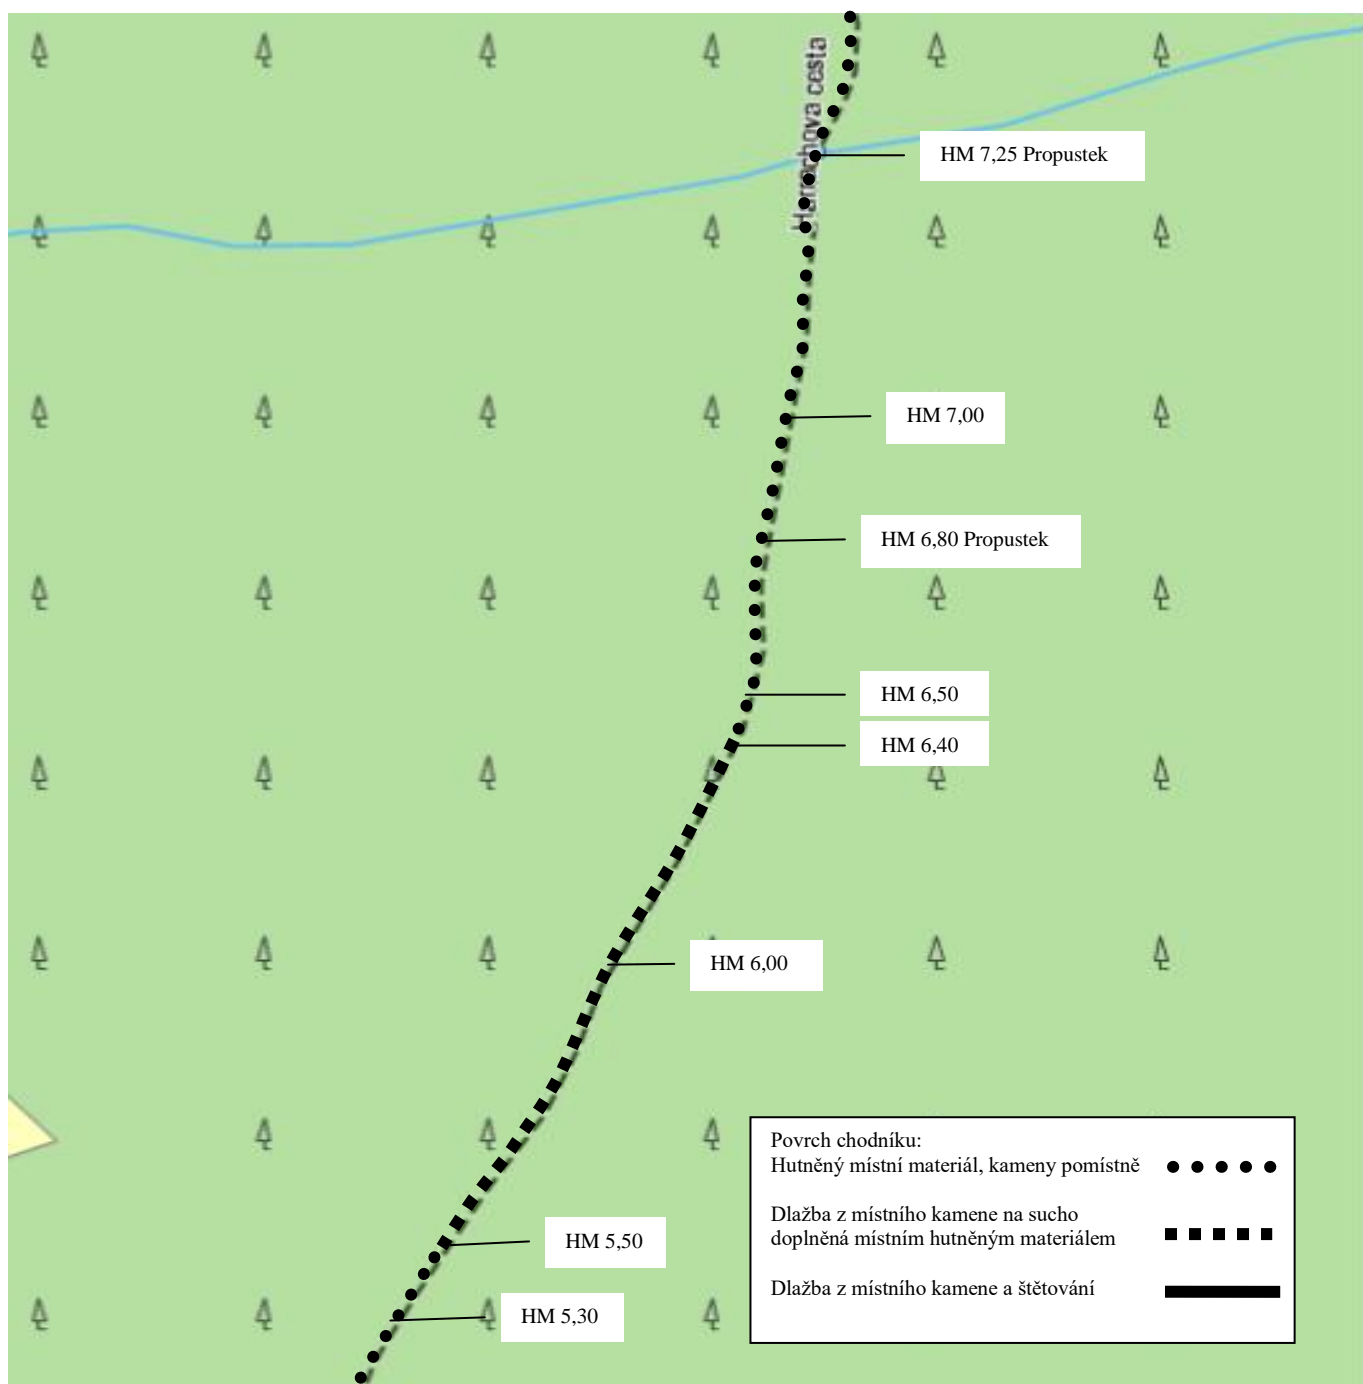 Harrachova cesta
HM 7,25 Propustek
HM 7,00
HM 6,80 Propustek
HM 6,50
HM 6,40
HM 6,00
HM 5,50
HM 5,30
Povrch chodníku:
Hutněný místní materiál, kameny pomístně
Dlažba z místního kamene na sucho
doplněná místním hutněným materiálem
Dlažba z místního kamene a štětování